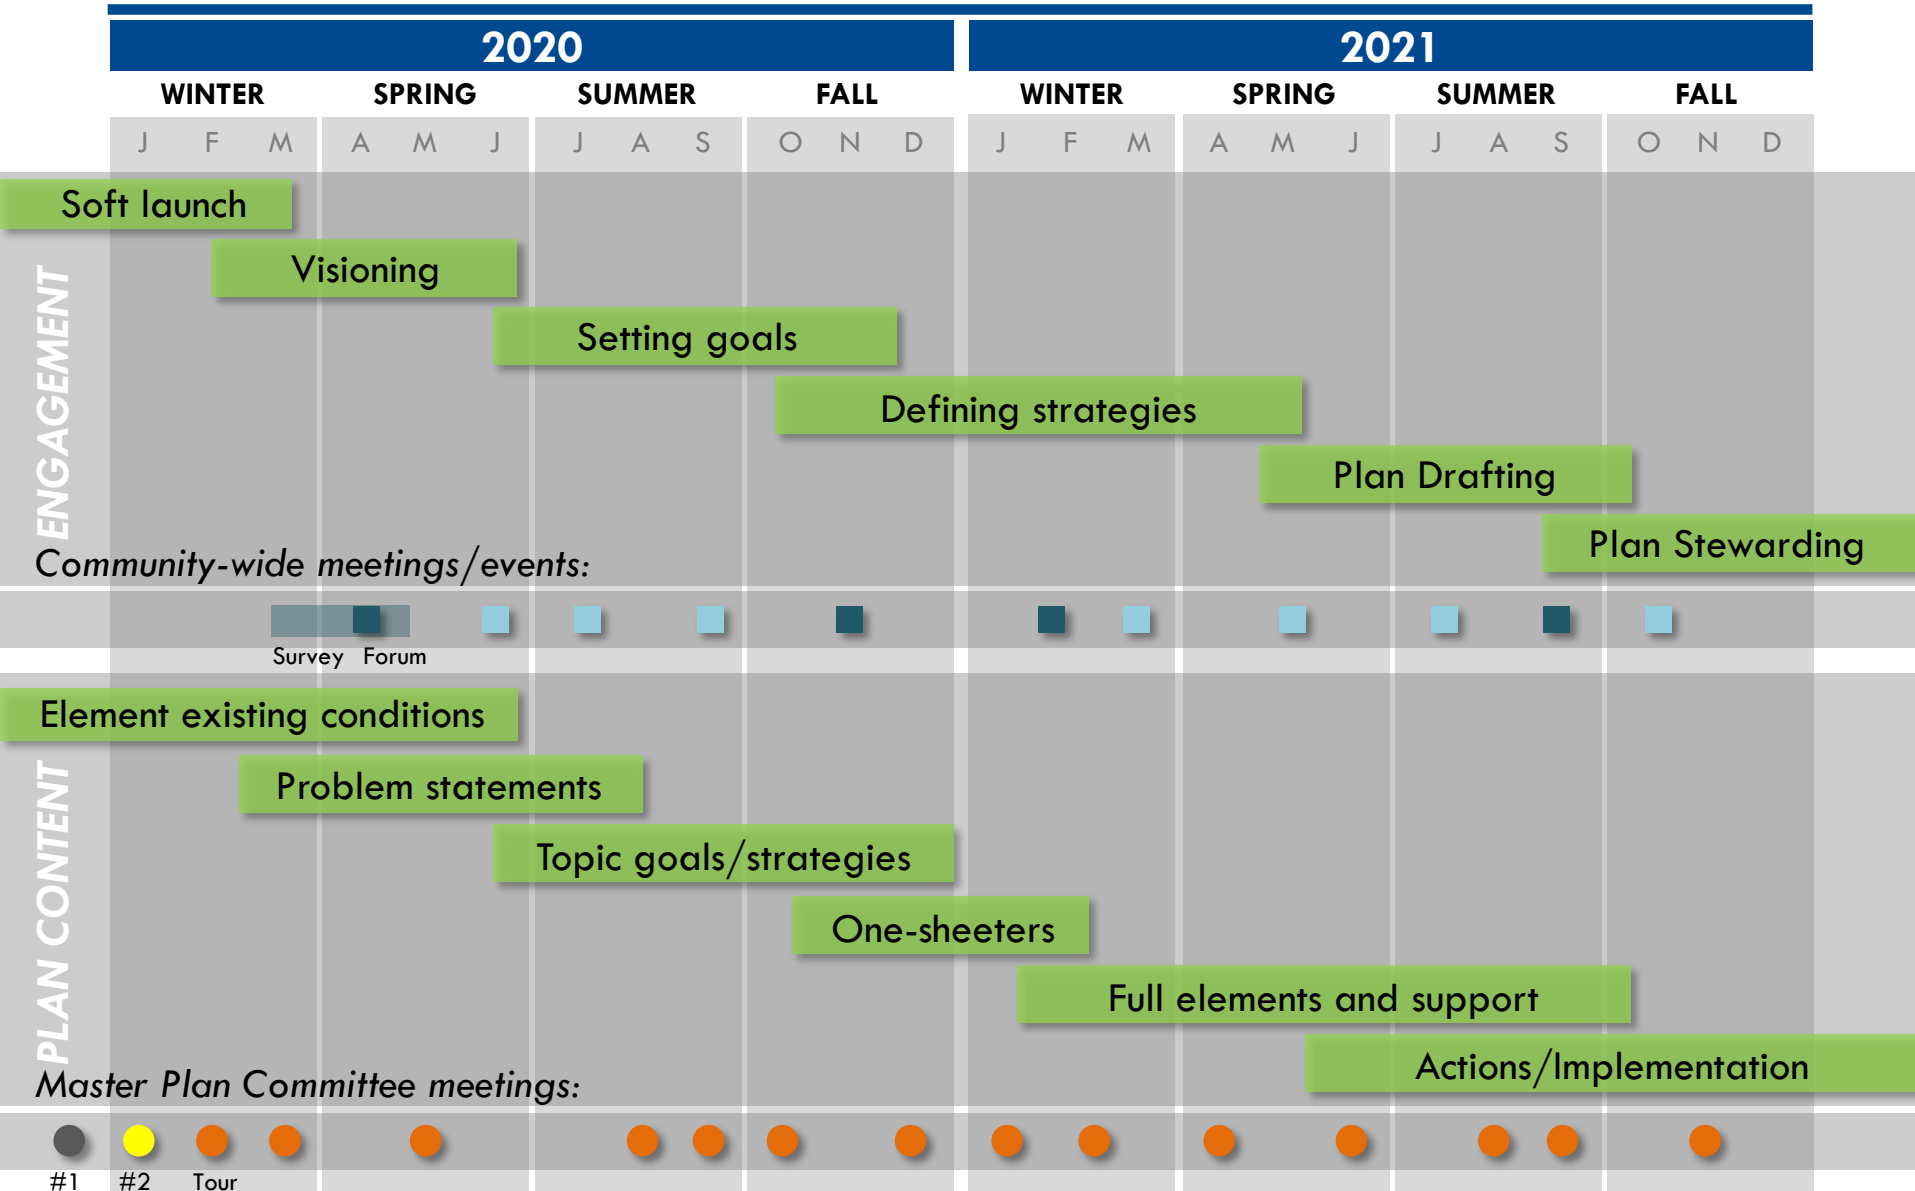 2020 2021
WINTER SPRING SUMMER FALL WINTER SPRING SUMMER FALL
J F M A M J J A S O N D J F M A M J J A S O N D
ENGAGEMENT
Soft launch
Visioning
Setting goals
Defining strategies
Plan Drafting
Plan Stewarding
Community-wide meetings/events:
Survey Forum
PLAN CONTENT
Element existing conditions
Problem statements
Topic goals/strategies
One-sheeters
Full elements and support
Actions/Implementation
Master Plan Committee meetings:
#1 #2 Tour